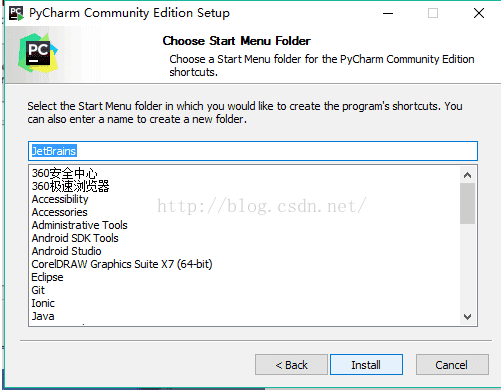 PyCharm Community Edition Setup
PC
Choose Start Menu Folder
Choose a Start Menu folder for the PyCharm Community Edition
shortcuts.
Select the Start Menu folder in which you would like to create the program's shortcuts. You
can also enter a name to create a new folder.
JetBrains
360安全中心
360极速浏览器
Accessibility
Accessories
Administrative Tools
Android SDK Tools
Android Studio
CorelDRAW Graphics Suite X7 (64-bit)
Eclipse
Git
Ionic
Java
http://blog.csdn.net/
< Back
Install
Cancel